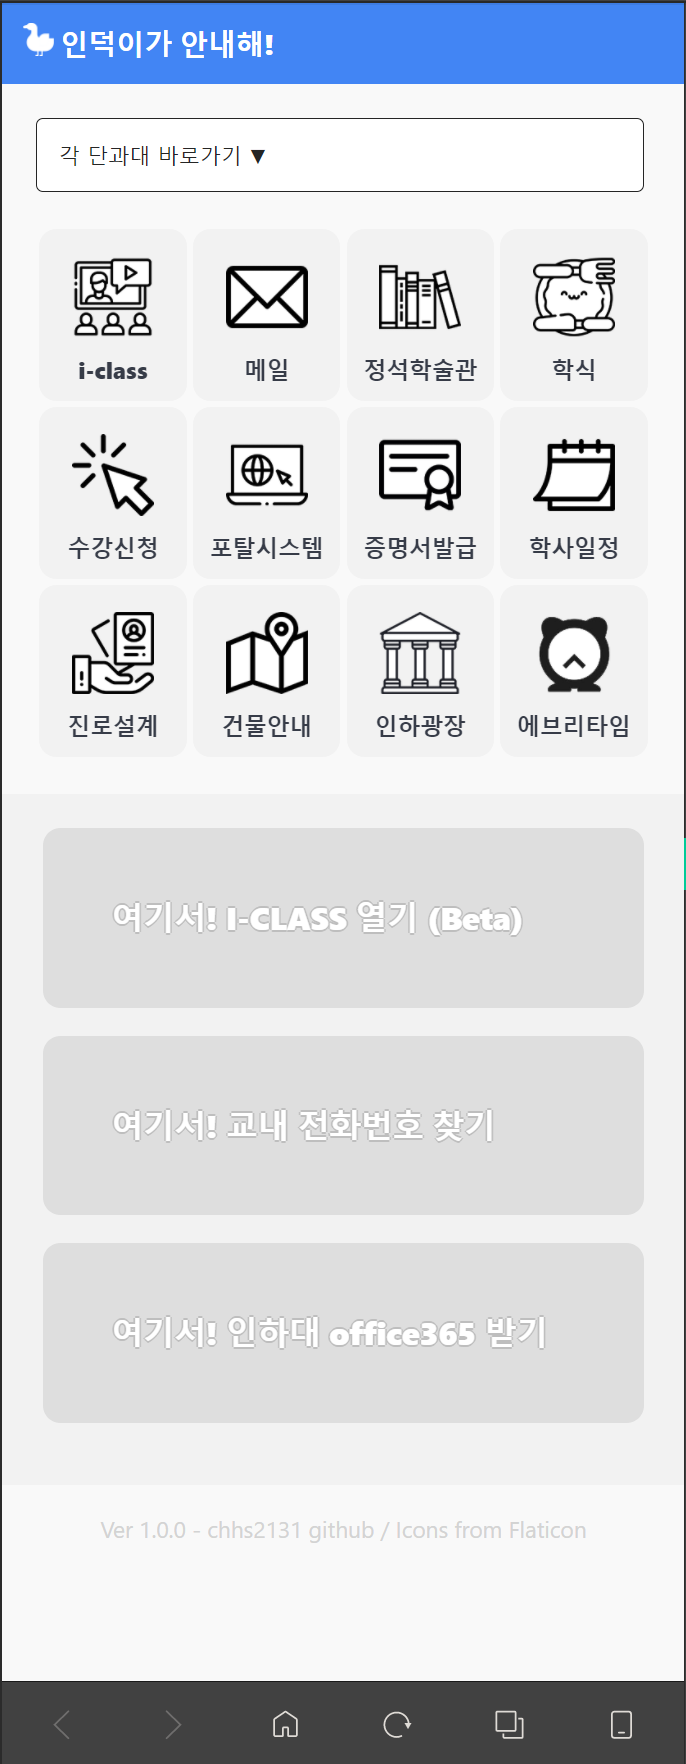 인덕이가 안내해!
각 단과대 바로가기 ▼
i-class 메일 정석학술관 학식
수강신청 포탈시스템 증명서발급 학사일정
진로설계 건물안내 인하광장 에브리타임
여기서! I-CLASS 열기 (Beta)
여기서! 교내 전화번호 찾기
여기서! 인하대 office365 받기
Ver 1.0.0 - chhs2131 github / Icons from Flaticon